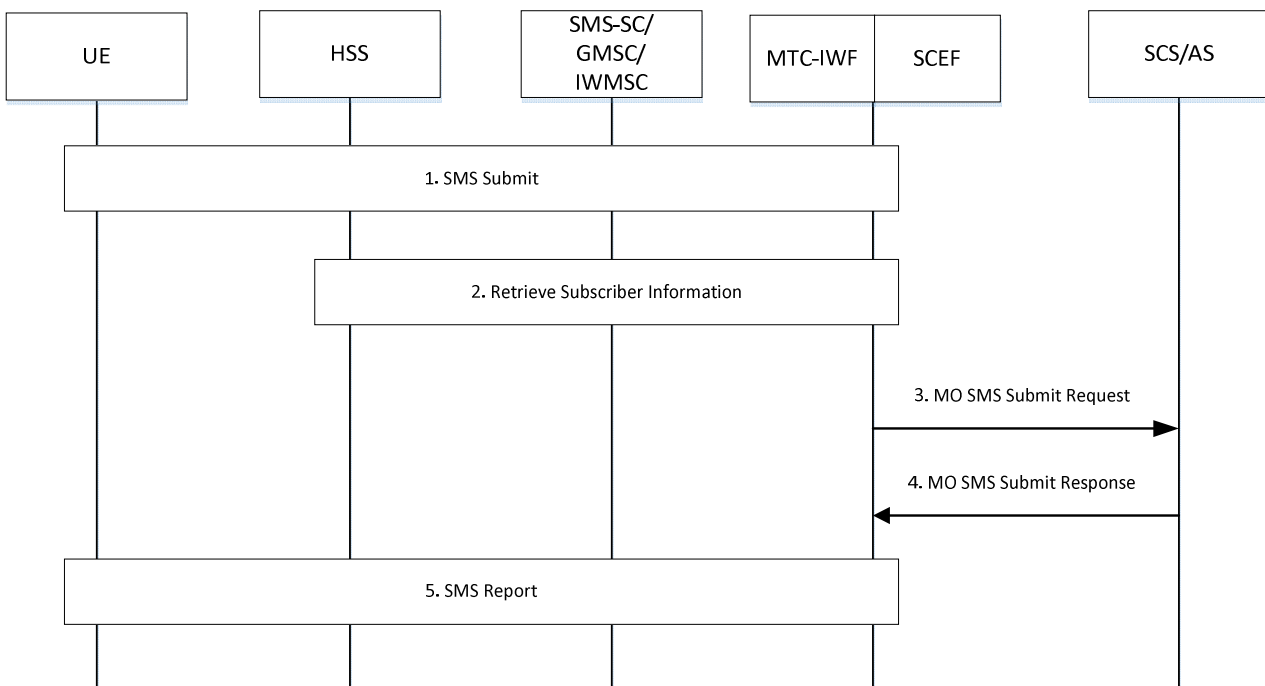 UE
HSS
SMS-SC/
GMSC/
IWMSC
MTC-IWF
SCEF
SCS/AS
1. SMS Submit
2. Retrieve Subscriber Information
3. MO SMS Submit Request
4. MO SMS Submit Response
5. SMS Report